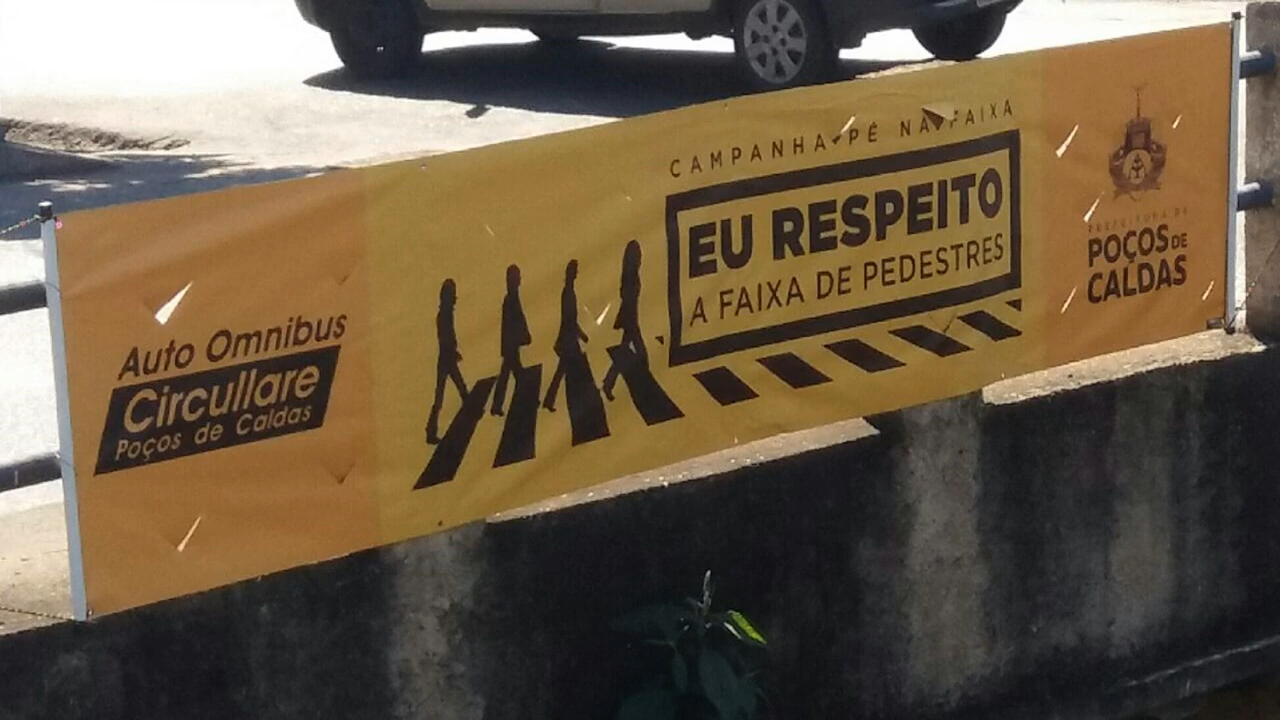 Auto Omnibus
Circullare
Poços de Caldas
CAMPANHA PÉ NA FAIXA
EU RESPEITO
A FAIXA DE PEDESTRES
PREFEITURA DE
POÇOS DE
CALDAS